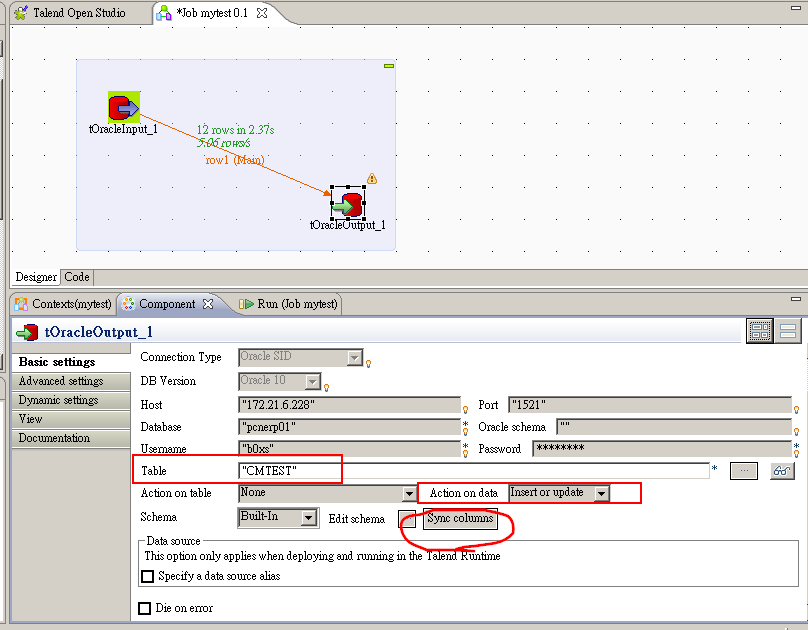 Talend Open Studio *Job mytest 0.1
tOracleInput_1
12 rows in 2.37s
5.06 rows/s
row1 (Main)
tOracleOutput_1
Designer Code
Contexts(mytest) Component Run (Job mytest)
tOracleOutput_1
Basic settings
Advanced settings
Dynamic settings
View
Documentation
Connection Type Oracle SID
DB Version Oracle 10
Host "172.21.6.228" Port "1521"
Database "pcnerp01" * Oracle schema ""
Username "b0xs" * Password ******** *
Table "CMTEST" * ...
Action on table None Action on data Insert or update
Schema Built-In Edit schema Sync columns
Data source
This option only applies when deploying and running in the Talend Runtime
Specify a data source alias
Die on error